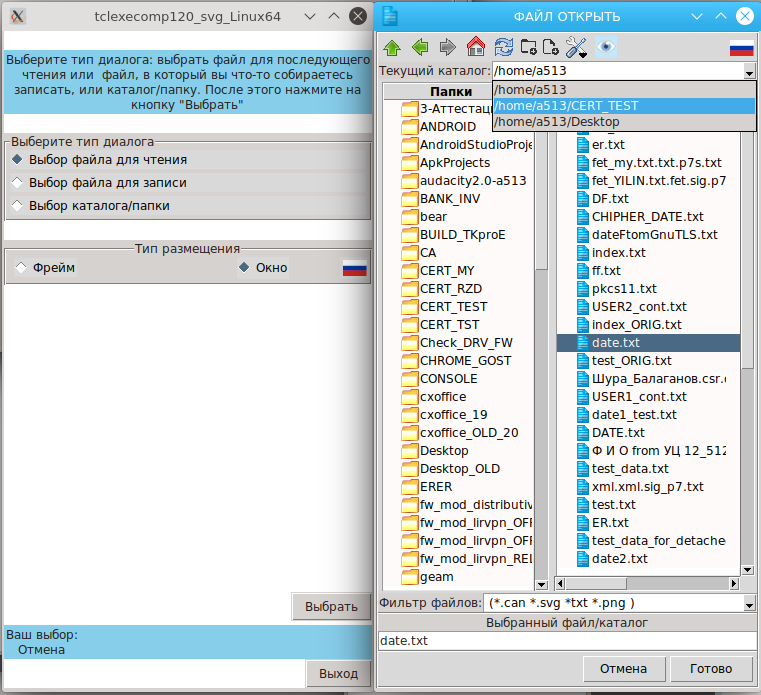 tclexecomp120_svg_Linux64
Выберете тип диалога: выбрать файл для последующего
чтения или файл, в который вы что-то собираетесь
записать, или каталог/папку. После этого нажмите на
кнопку "Выбрать"
Выберете тип диалога
Выбор файла для чтения
Выбор файла для записи
Выбор каталога/папки
Тип размещения
Фрейм
Окно
Выбрать
Ваш выбор:
Отмена
Выход
ФАЙЛ ОТКРЫТЬ
Текущий каталог:
/home/a513
/home/a513
/home/a513/CERT_TEST
/home/a513/Desktop
Папки
3-Аттестац
ANDROID
AndroidStudioProje
ApkProjects
audacity2.0-a513
BANK_INV
bear
BUILD_TKproE
CA
CERT_MY
CERT_RZD
CERT_TEST
CERT_TST
Check_DRV_FW
CHROME_GOST
CONSOLE
cxoffice
cxoffice_19
cxoffice_OLD_20
Desktop
Desktop_OLD
ERER
fw_mod_distributiv
fw_mod_lirvpn_OFF
fw_mod_lirvpn_OFF
fw_mod_lirvpn_REL
geam
er.txt
fet_my.txt.txt.p7s.txt
fet_YILIN.txt.fet.sig.p7
DF.txt
CHIPHER_DATE.txt
dateFtomGnuTLS.txt
index.txt
ff.txt
pkcs11.txt
USER2_cont.txt
index_ORIG.txt
date.txt
test_ORIG.txt
Шура_Балаганов.csr.c
USER1_cont.txt
date1_test.txt
DATE.txt
Ф И О from УЦ 12_512
test_data.txt
xml.xml.sig_p7.txt
test.txt
ER.txt
test_data_for_detache
date2.txt
Фильтр файлов:
(*.can *.svg *txt *.png )
Выбранный файл/каталог
date.txt
Отмена
Готово